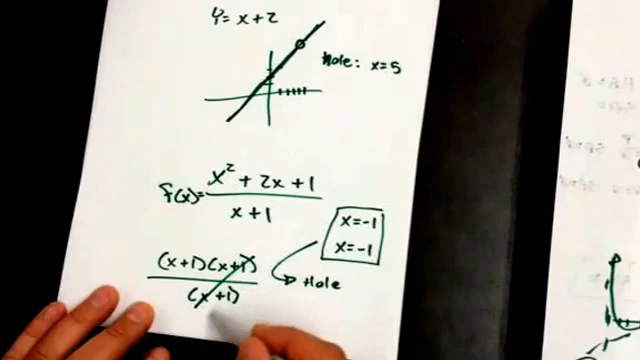 y = x + 2
Hole: x = 5
f(x) = x² + 2x + 1
x + 1
x = -1
x = -1
(x + 1)(x + 1)
(x + 1)
Hole